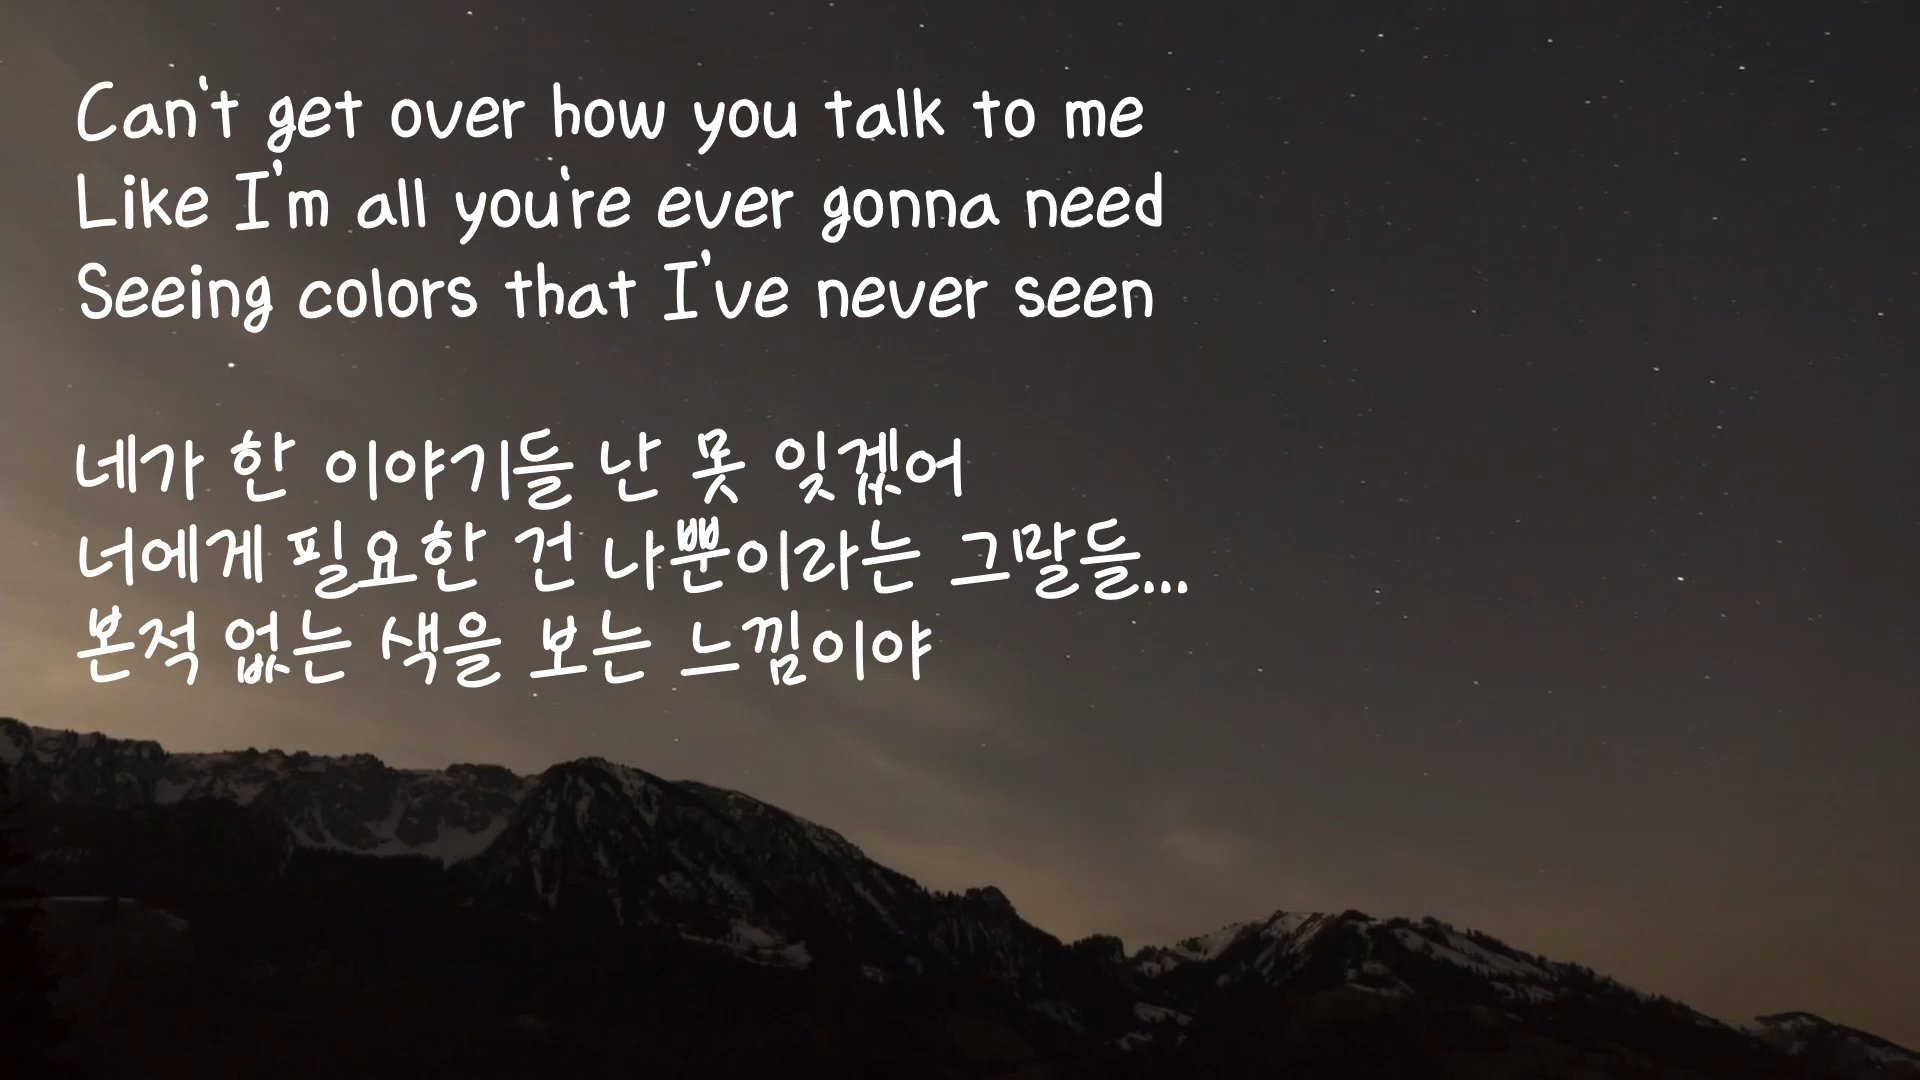 Can't get over how you talk to me
Like I'm all you're ever gonna need
Seeing colors that I've never seen
네가 한 이야기들 난 못 잊겠어
너에게 필요한 건 나뿐이라는 그말들...
본적 없는 색을 보는 느낌이야